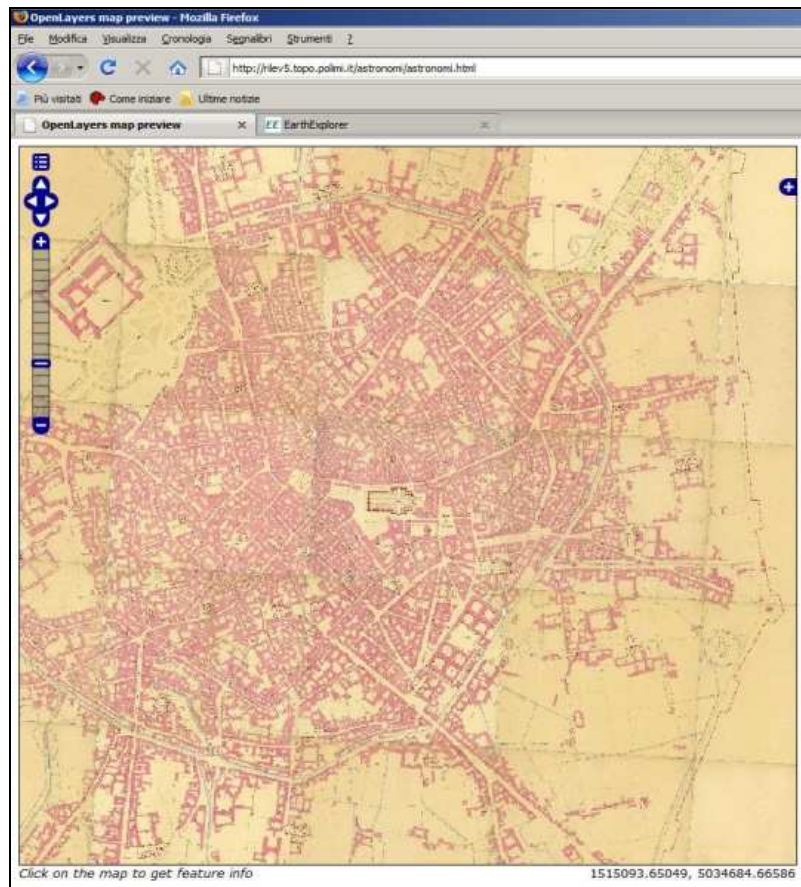 OpenLayers map preview - Mozilla Firefox
File Modifica Visualizza Cronologia Segnalibri Strumenti ?
http://rilev5.topo.polimi.it/astronomi/astronomi.html
Più visitati Come iniziare Ultime notizie
OpenLayers map preview EE EarthExplorer
Click on the map to get feature info 1515093.65049, 5034684.66586